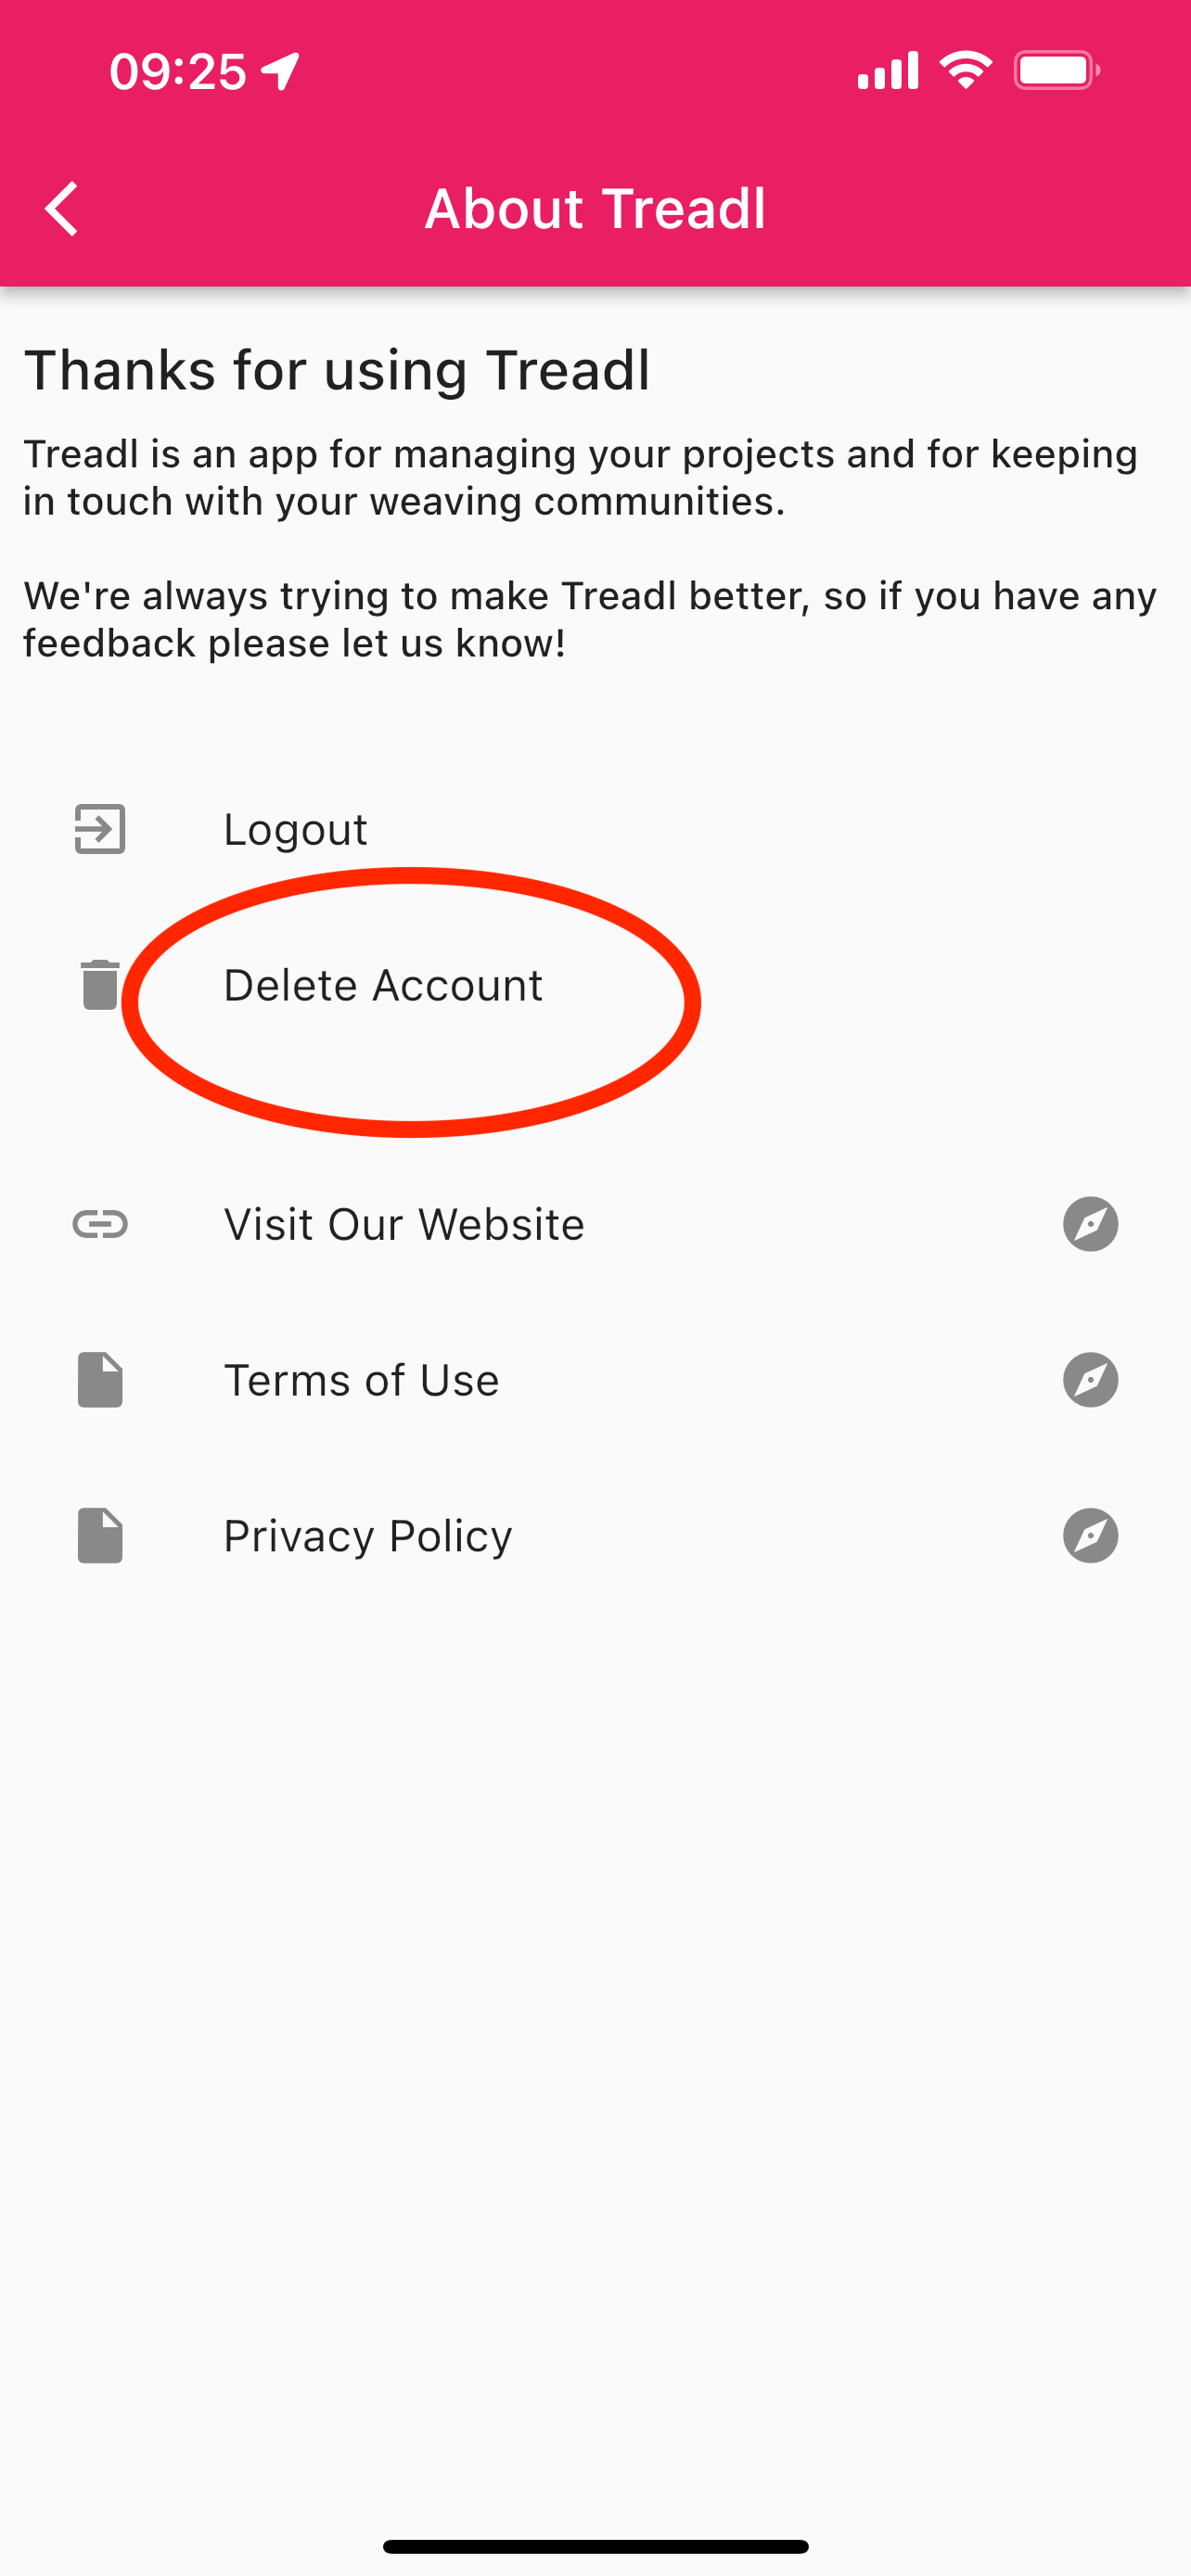 09:25
About Treadl
Thanks for using Treadl
Treadl is an app for managing your projects and for keeping
in touch with your weaving communities.
We're always trying to make Treadl better, so if you have any
feedback please let us know!
Logout
Delete Account
Visit Our Website
Terms of Use
Privacy Policy